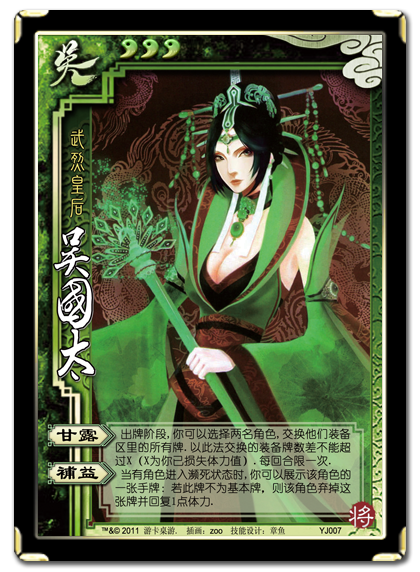 吴
武烈皇后
吴國太
甘露
出牌阶段,你可以选择两名角色,交换他们装备
区里的所有牌.以此法交换的装备牌数差不能超
过X（X为你已损失体力值）.每回合限一次.
補益
当有角色进入濒死状态时,你可以展示该角色的
一张手牌:若此牌不为基本牌，则该角色弃掉这
张牌并回复1点体力.
将
™&© 2011 游卡桌游. 插画:zoo 技能设计:章鱼 YJ007